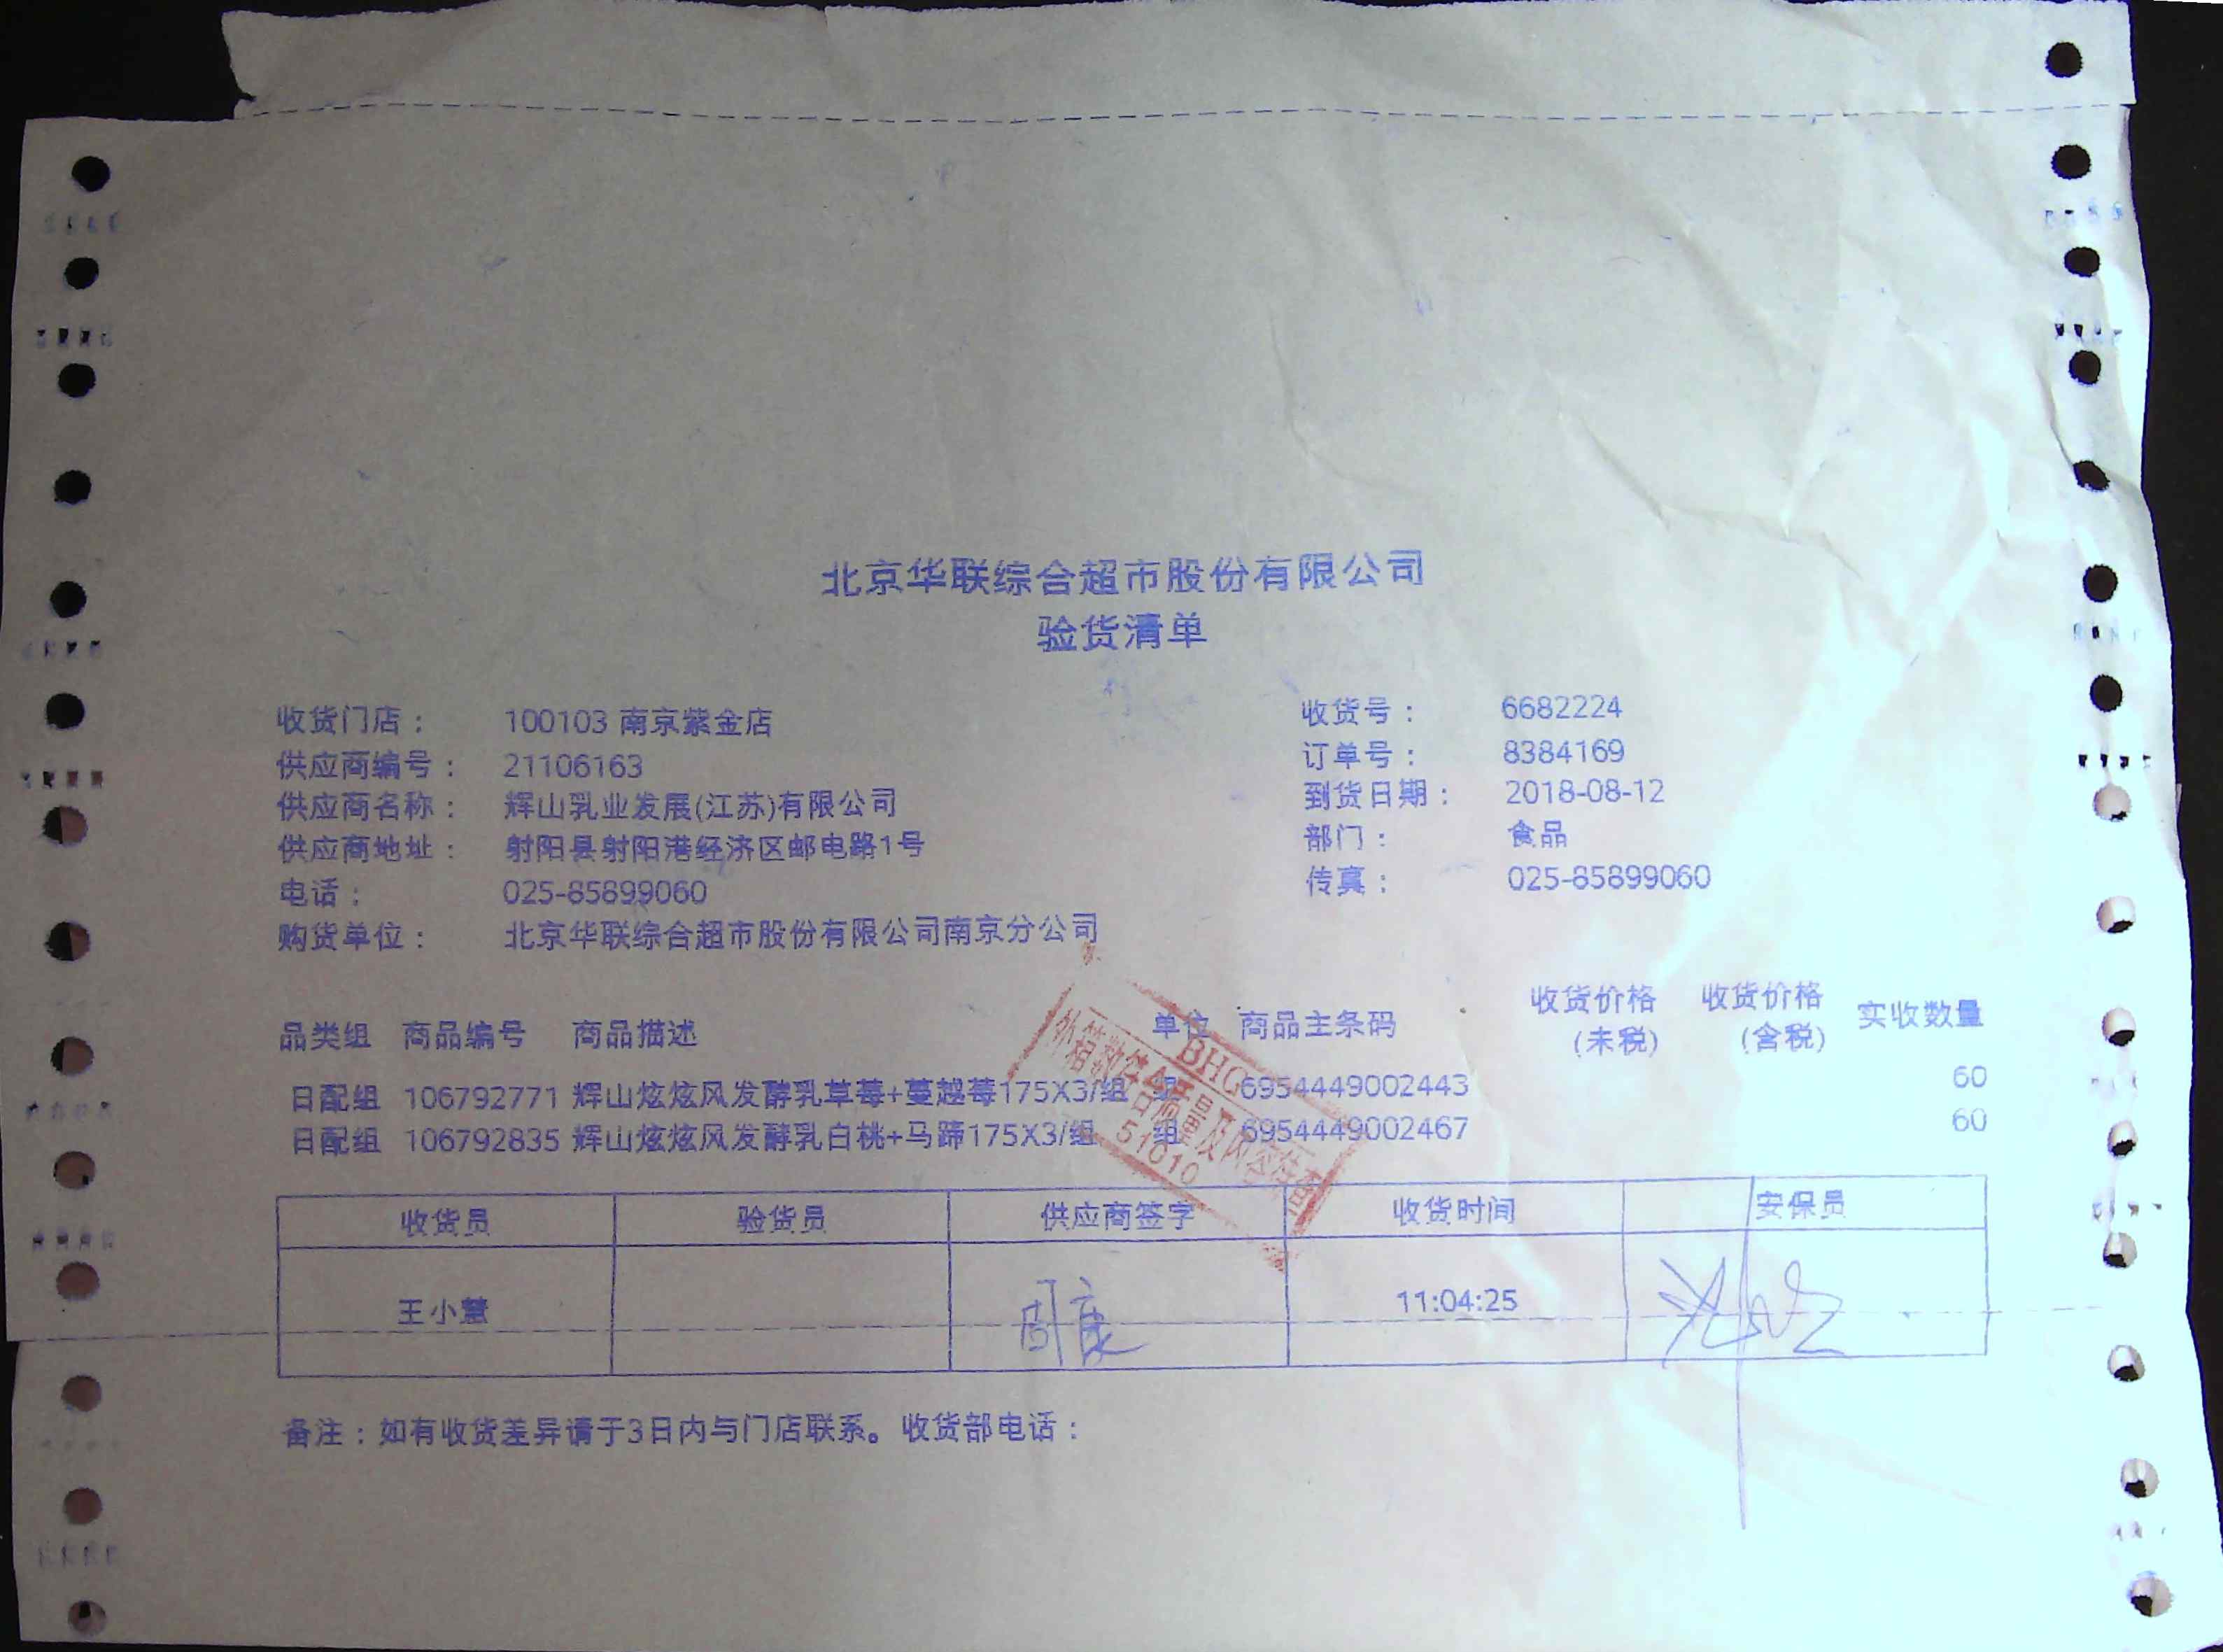 北京华联综合超市股份有限公司
验货清单
收货门店： 100103 南京紫金店 收货号： 6682224
供应商编号： 21106163 订单号： 8384169
供应商名称： 辉山乳业发展(江苏)有限公司 到货日期： 2018-08-12
供应商地址： 射阳县射阳港经济区邮电路1号 部门： 食品
电话： 025-85899060 传真： 025-85899060
购货单位： 北京华联综合超市股份有限公司南京分公司
品类组 商品编号 商品描述 单位 商品主条码 收货价格(未税) 收货价格(含税) 实收数量
日配组 106792771 辉山炫炫风发酵乳草莓+蔓越莓175X3/组 组 6954449002443 60
日配组 106792835 辉山炫炫风发酵乳白桃+马蹄175X3/组 组 6954449002467 60
BHG
51010
收货员 验货员 供应商签字 收货时间 安保员
王小慧 周康 11:04:25
备注：如有收货差异请于3日内与门店联系。收货部电话：